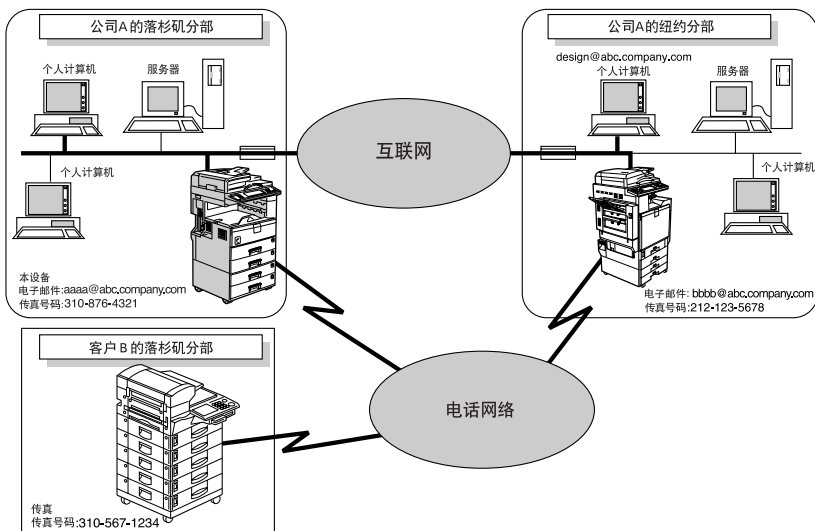 公司A的落杉矶分部
个人计算机
服务器
个人计算机
本设备
电子邮件:aaaa@abc.company.com
传真号码:310-876-4321
互联网
公司A的纽约分部
design@abc.company.com
个人计算机
服务器
个人计算机
电子邮件: bbbb@abc.company.com
传真号码:212-123-5678
客户B的落杉矶分部
传真
传真号码:310-567-1234
电话网络